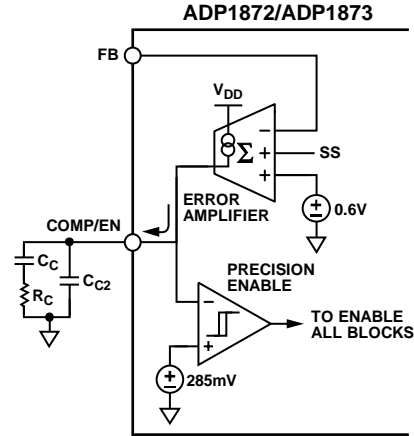 ADP1872/ADP1873
FB
VDD
Σ
−
+
SS
+
ERROR
AMPLIFIER
0.6V
COMP/EN
CC
CC2
RC
PRECISION
ENABLE
−
+
TO ENABLE
ALL BLOCKS
285mV